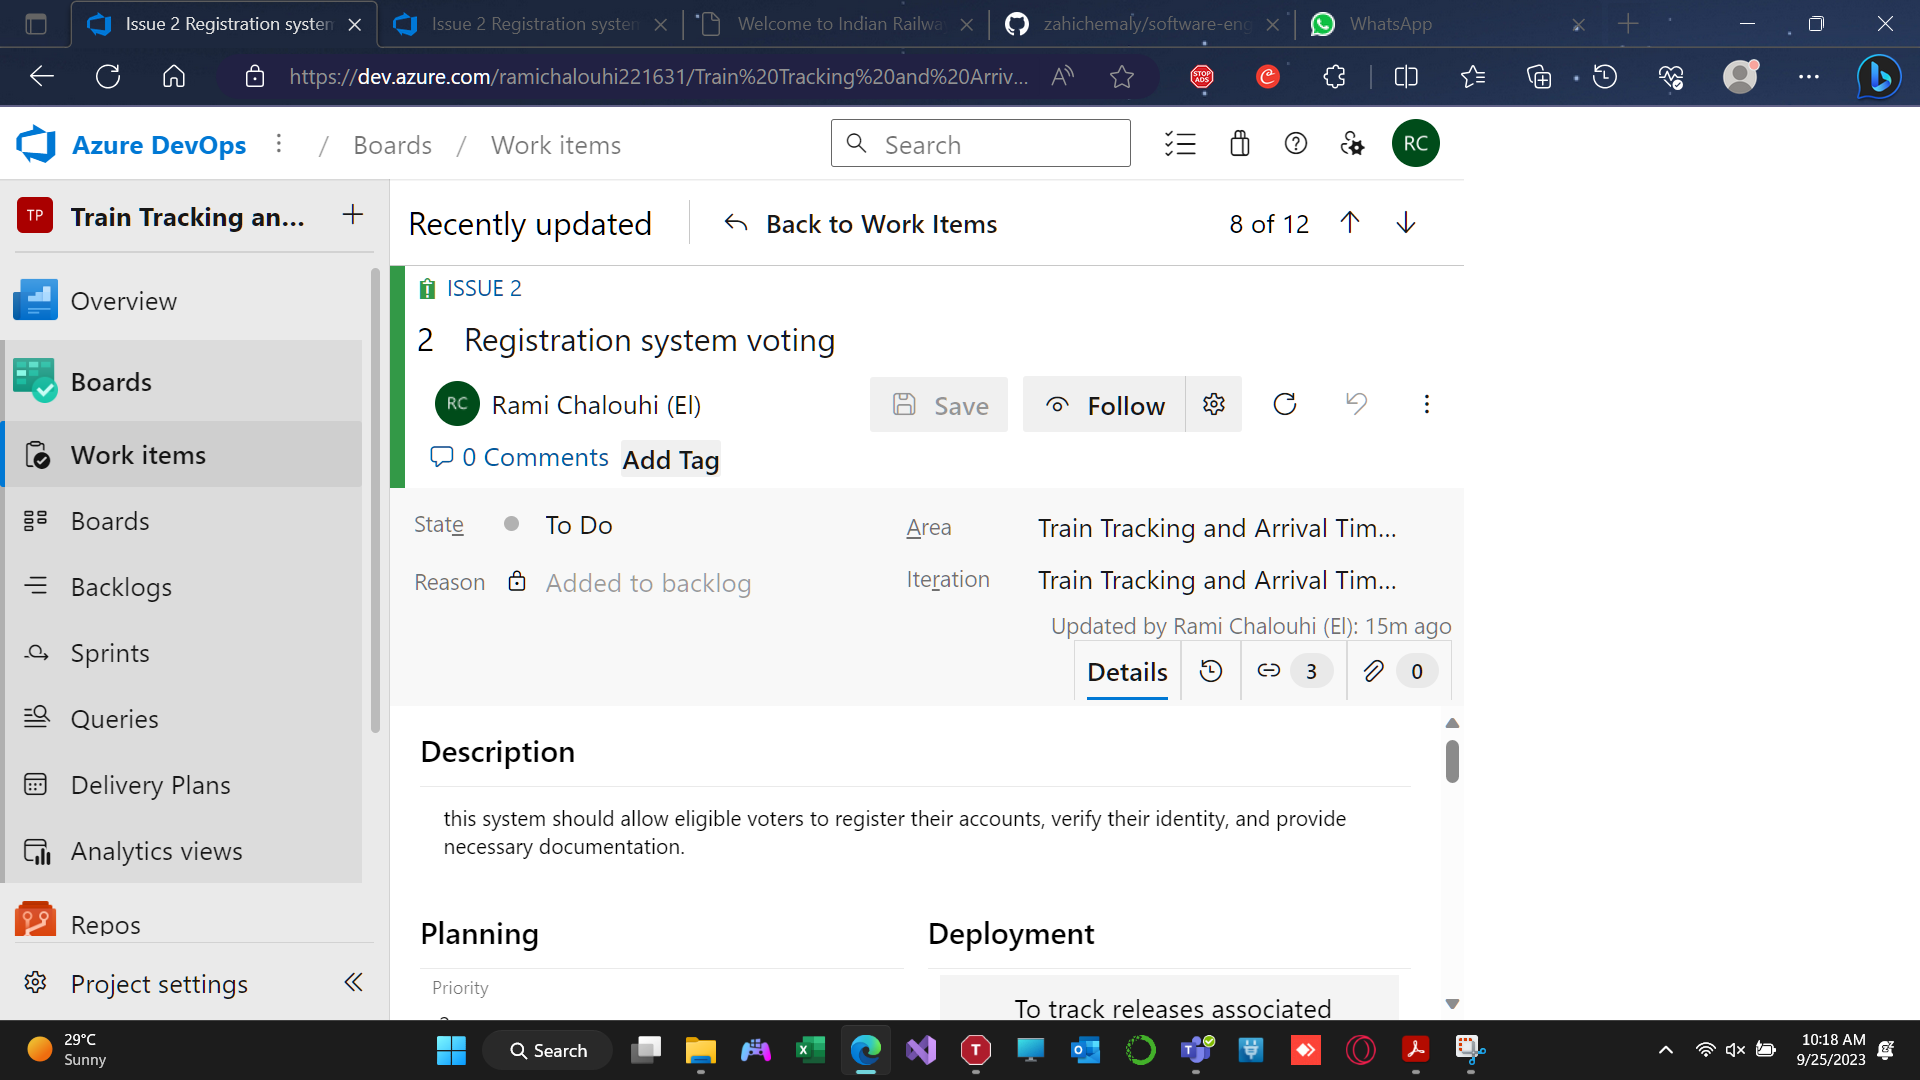 Issue 2 Registration system
Issue 2 Registration system
Welcome to Indian Railwa
zahichemaly/software-eng
WhatsApp
https://dev.azure.com/ramichalouhi221631/Train%20Tracking%20and%20Arriv...
STOP ADS
Azure DevOps / Boards / Work items
Search
RC
TP Train Tracking an...
Overview
Boards
Work items
Boards
Backlogs
Sprints
Queries
Delivery Plans
Analytics views
Repos
Project settings
Recently updated
Back to Work Items
8 of 12
ISSUE 2
2 Registration system voting
RC Rami Chalouhi (El)
Save
Follow
0 Comments Add Tag
State To Do
Area Train Tracking and Arrival Tim...
Reason Added to backlog
Iteration Train Tracking and Arrival Tim...
Updated by Rami Chalouhi (El): 15m ago
Details 3 0
Description
this system should allow eligible voters to register their accounts, verify their identity, and provide
necessary documentation.
Planning
Deployment
Priority
To track releases associated
29°C
Sunny
Search
T
10:18 AM
9/25/2023